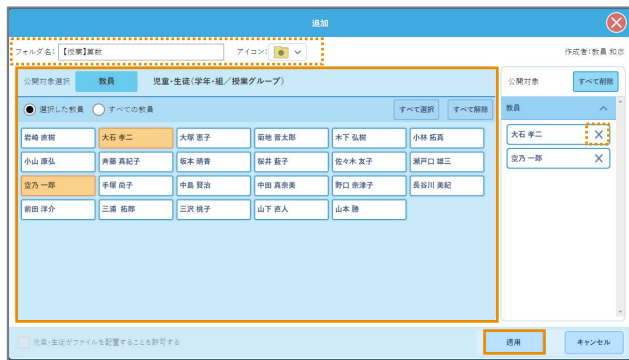 追加
フォルダ名: 【授業】算数 アイコン: 作成者:教員 和彦
公開対象選択 教員 児童・生徒(学年・組/授業グループ) 公開対象 すべて削除
選択した教員 すべての教員 すべて選択 すべて解除 教員
岩崎 直樹 大石 孝二 大塚 恵子 菊地 晋太郎 木下 弘樹 小林 拓真 大石 孝二
小山 康弘 斉藤 真紀子 坂本 晴香 桜井 藍子 佐々木 友子 瀬戸口 雄三 空乃 一郎
空乃 一郎 手塚 尚子 中島 賢治 中田 真奈美 野口 奈津子 長谷川 美紀
前田 洋介 三浦 拓郎 三沢 桃子 山下 直人 山本 勝
児童・生徒がファイルを配置することを許可する 適用 キャンセル